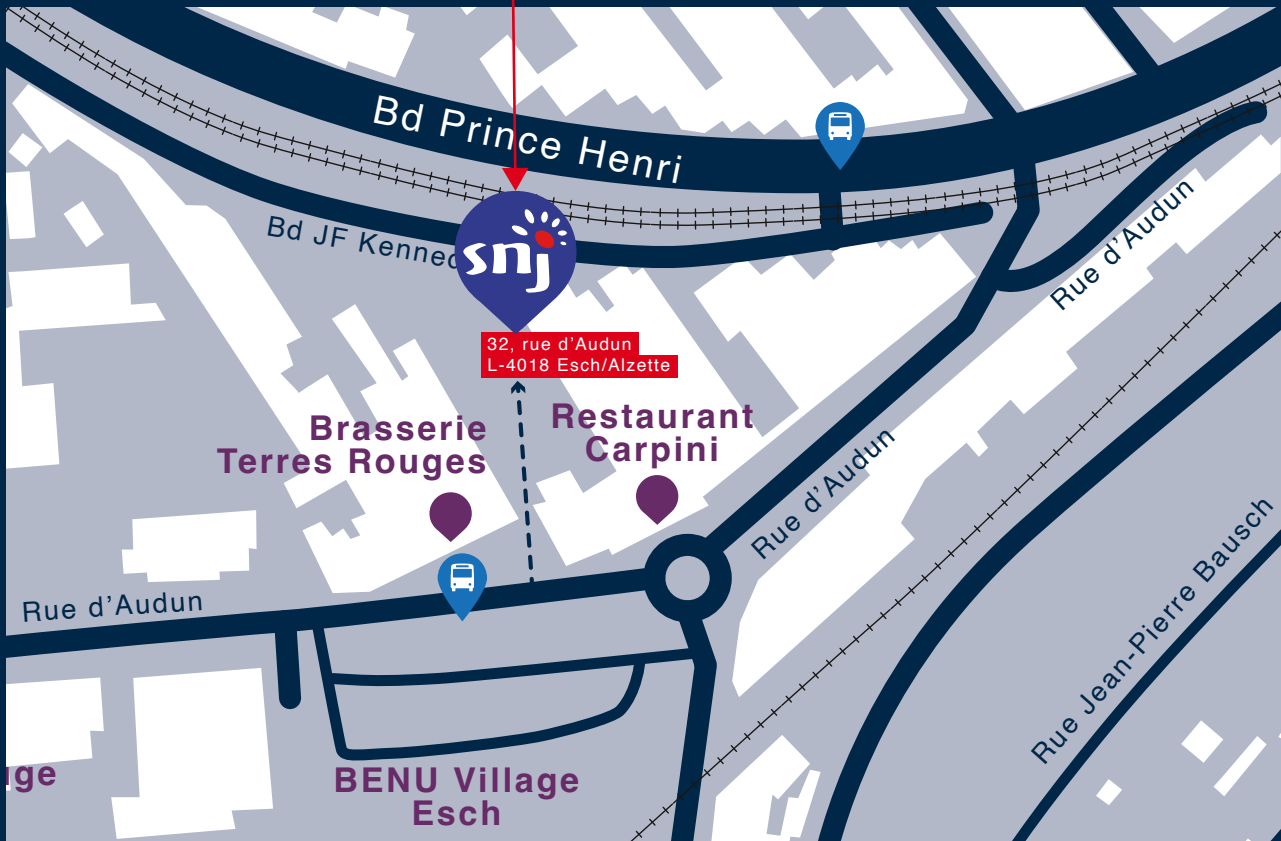 Bd Prince Henri
Bd JF Kenned
snj
Rue d'Audun
32, rue d'Audun
L-4018 Esch/Alzette
Brasserie
Terres Rouges
Restaurant
Carpini
Rue d'Audun
Rue d'Audun
Rue Jean-Pierre Bausch
BENU Village
Esch